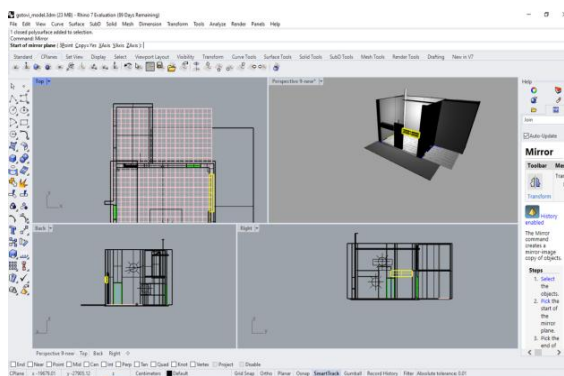 gotovi_model.3dm (23 MB) - Rhino 7 Evaluation (89 Days Remaining)
File Edit View Curve Surface SubD Solid Mesh Dimension Transform Tools Analyze Render Panels Help
1 closed polysurface added to selection.
Command: Mirror
Start of mirror plane ( 3Point Copy=Yes XAxis YAxis ZAxis ):
Standard CPlanes Set View Display Select Viewport Layout Visibility Transform Curve Tools Surface Tools Solid Tools SubD Tools Mesh Tools Render Tools Drafting New in V7
Top
Perspective 9 new*
Help
Join
Auto-Update
Mirror
Toolbar
Transform
History enabled
The Mirror
command
creates a
mirror-image
copy of objects.
Steps
1. Select
the
objects.
2. Pick the
start of
the
mirror
plane.
3. Pick the
end of
Back
Right
Perspective 9 new Top Back Right
End Near Point Mid Cen Int Perp Tan Quad Knot Vertex Project Disable
CPlane Centimeters Default Grid Snap Ortho Planar Osnap SmartTrack Gumball Record History Filter Absolute tolerance: 0.01